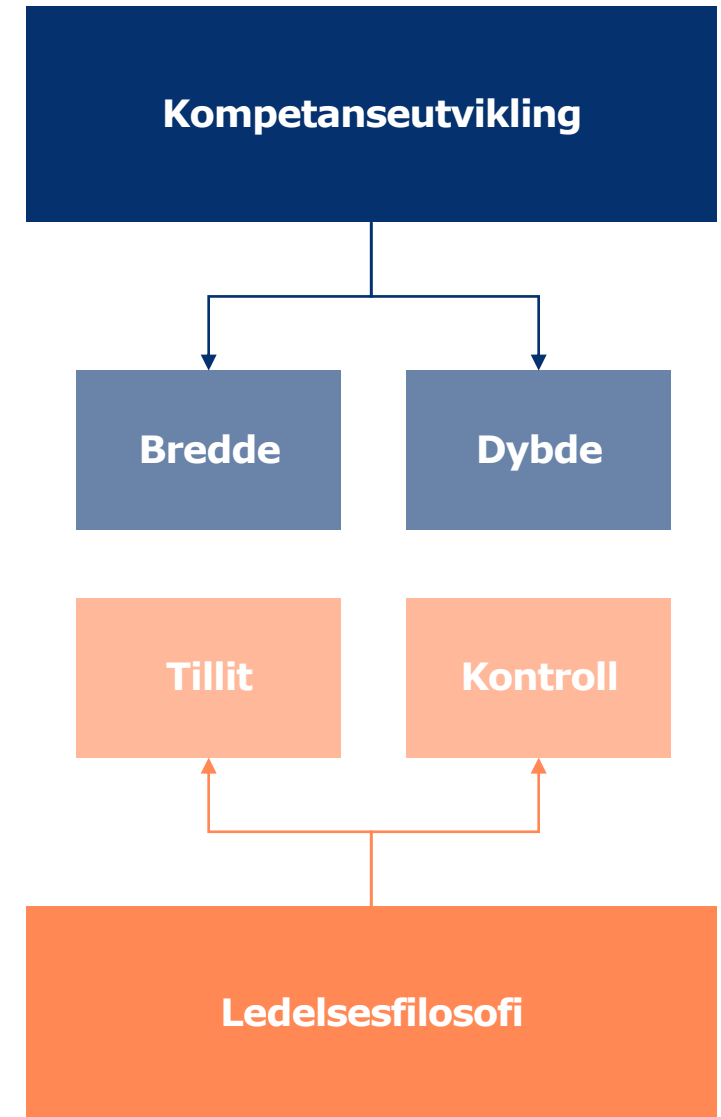 Kompetanseutvikling
Bredde
Dybde
Tillit
Kontroll
Ledelsesfilosofi